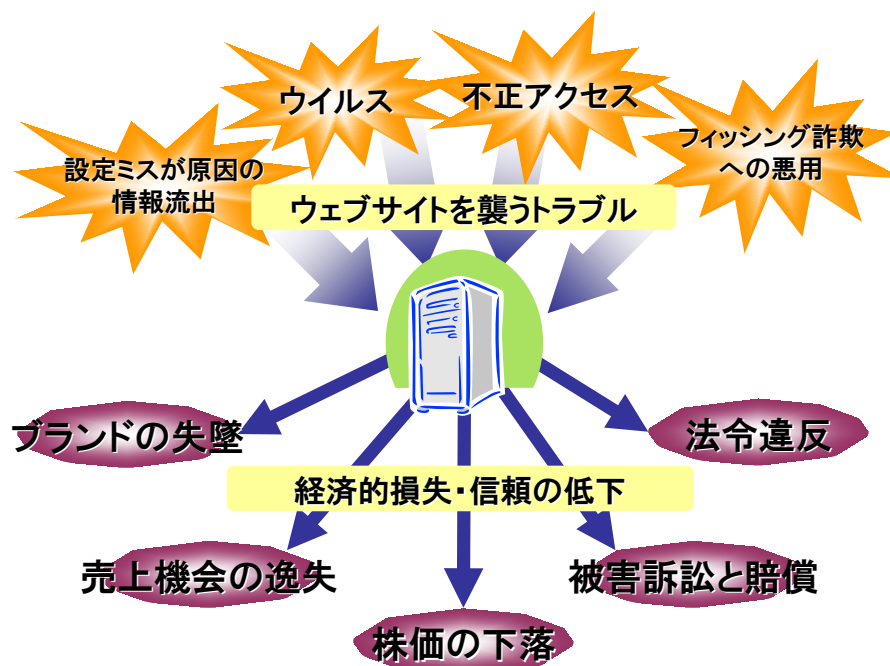 ウイルス
不正アクセス
設定ミスが原因の
情報流出
フィッシング詐欺
への悪用
ウェブサイトを襲うトラブル
ブランドの失墜
法令違反
経済的損失・信頼の低下
売上機会の逸失
被害訴訟と賠償
株価の下落